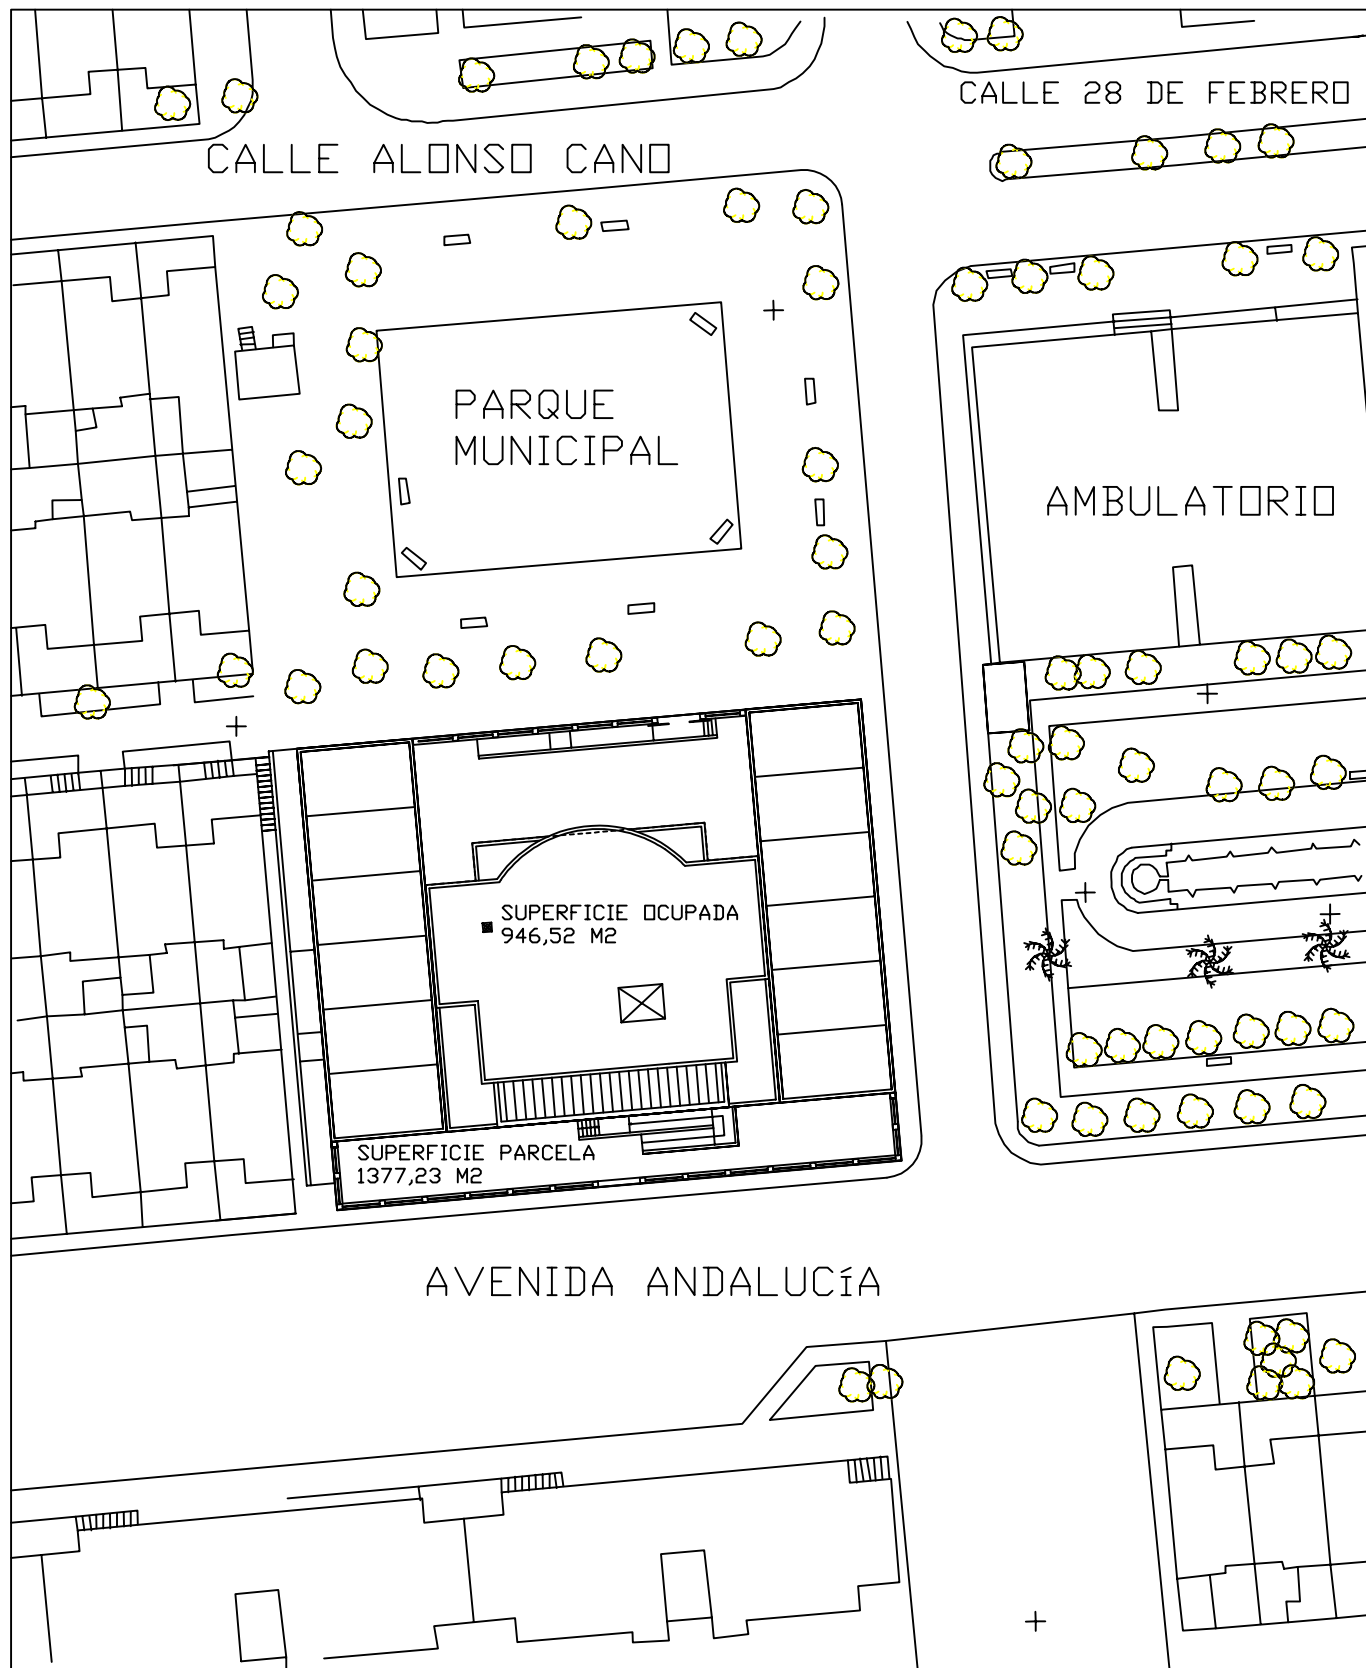 CALLE 28 DE FEBRERO
CALLE ALONSO CANO
PARQUE
MUNICIPAL
AMBULATORIO
SUPERFICIE OCUPADA
946,52 M2
SUPERFICIE PARCELA
1377,23 M2
AVENIDA ANDALUCíA